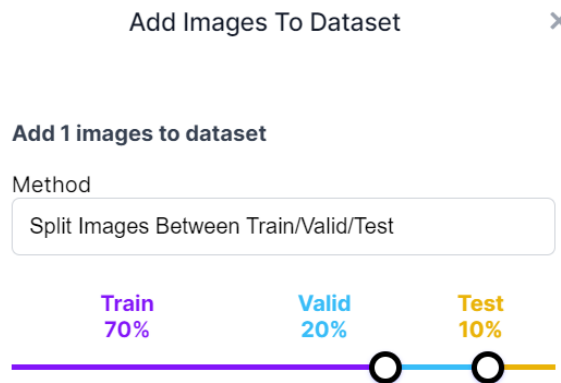 Add Images To Dataset
Add 1 images to dataset
Method
Split Images Between Train/Valid/Test
Train Valid Test
70% 20% 10%